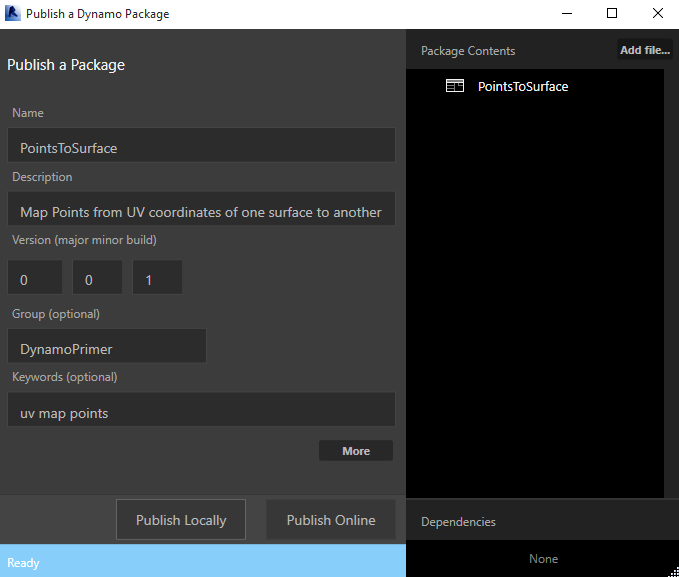 Publish a Dynamo Package
Publish a Package
Name
PointsToSurface
Description
Map Points from UV coordinates of one surface to another
Version (major minor build)
0 0 1
Group (optional)
DynamoPrimer
Keywords (optional)
uv map points
More
Publish Locally Publish Online
Ready
Package Contents Add file...
PointsToSurface
Dependencies
None